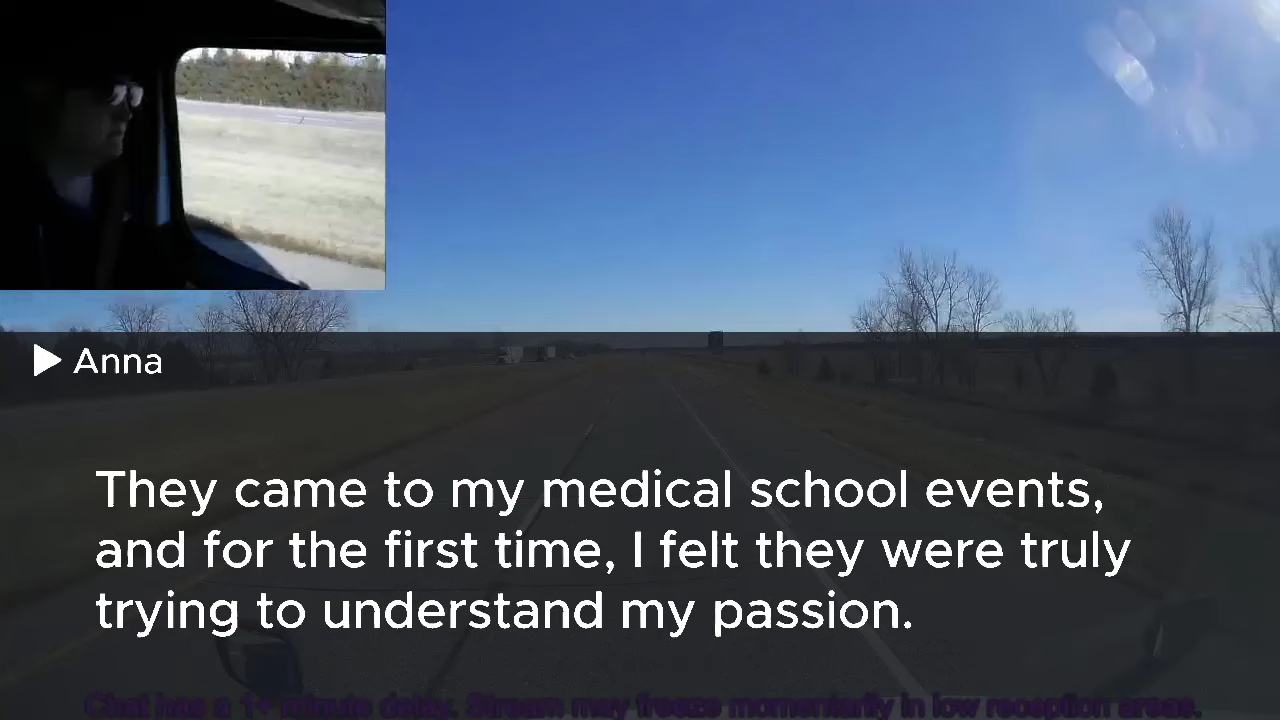 Anna
They came to my medical school events,
and for the first time, I felt they were truly
trying to understand my passion.
Chat has a 1+ minute delay. Stream may freeze momentarily in low reception areas.